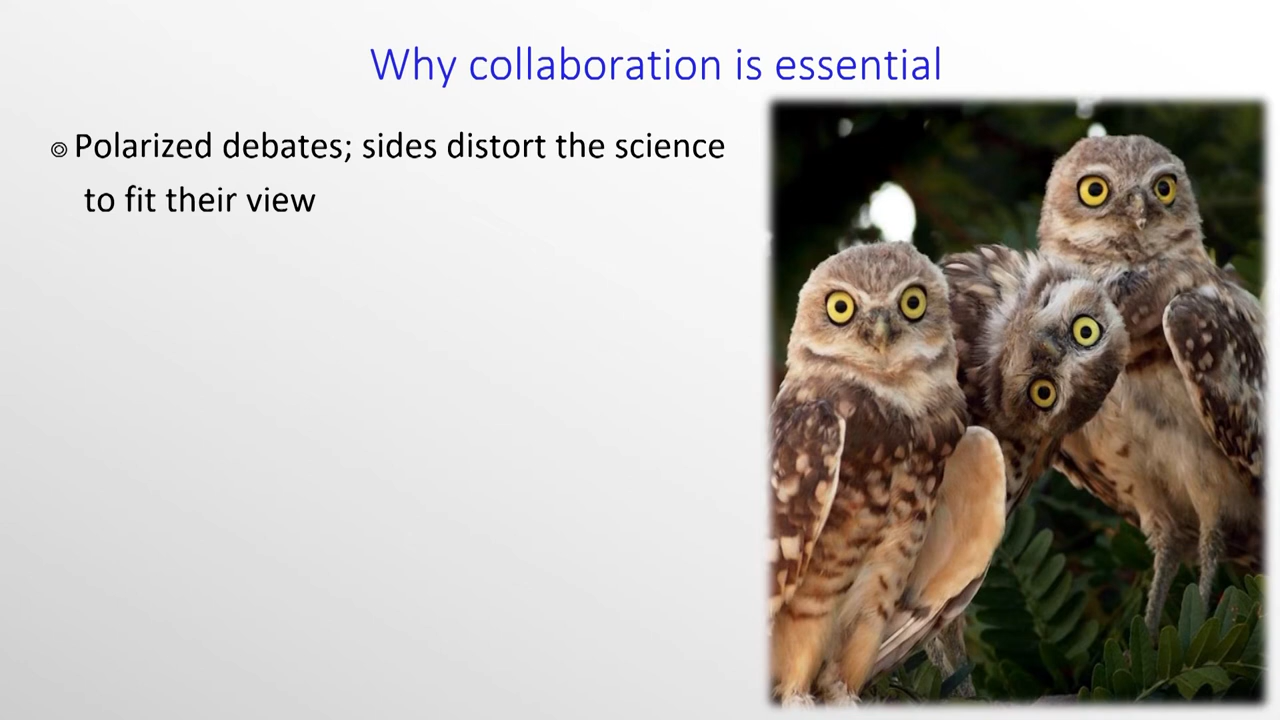 Why collaboration is essential
◎ Polarized debates; sides distort the science
to fit their view